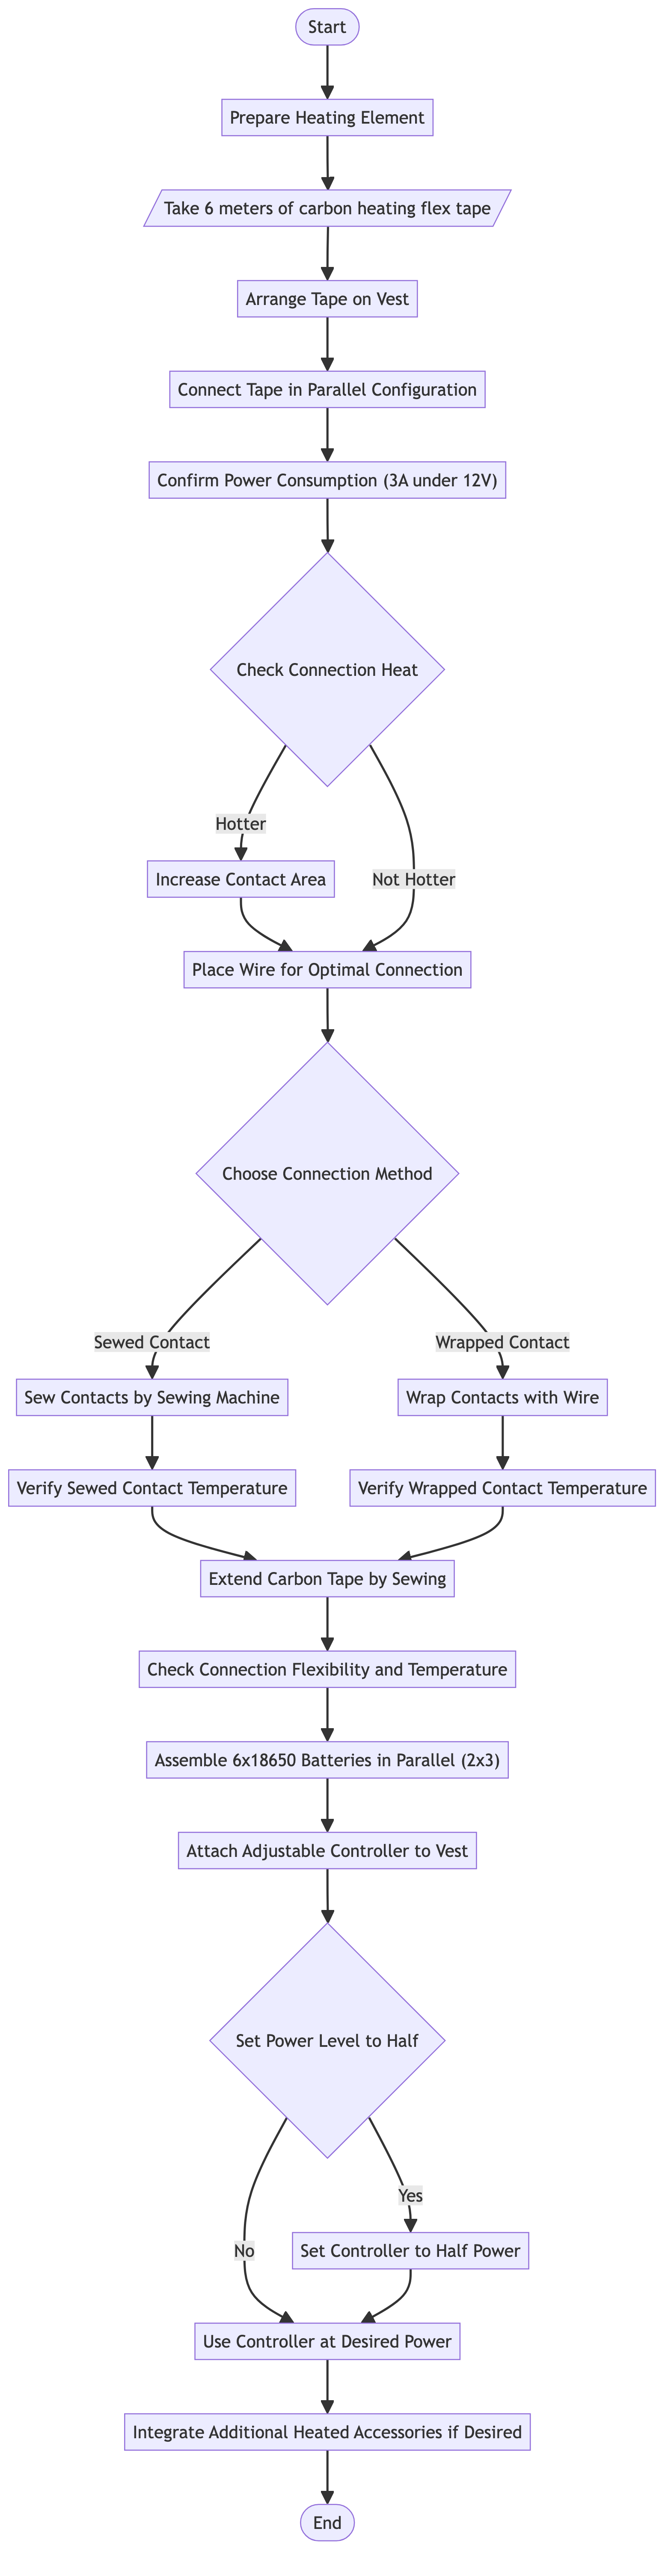 Start
Prepare Heating Element
Take 6 meters of carbon heating flex tape
Arrange Tape on Vest
Connect Tape in Parallel Configuration
Confirm Power Consumption (3A under 12V)
Check Connection Heat
Hotter
Increase Contact Area
Not Hotter
Place Wire for Optimal Connection
Choose Connection Method
Sewed Contact
Wrapped Contact
Sew Contacts by Sewing Machine
Wrap Contacts with Wire
Verify Sewed Contact Temperature
Verify Wrapped Contact Temperature
Extend Carbon Tape by Sewing
Check Connection Flexibility and Temperature
Assemble 6x18650 Batteries in Parallel (2x3)
Attach Adjustable Controller to Vest
Set Power Level to Half
Yes
No
Set Controller to Half Power
Use Controller at Desired Power
Integrate Additional Heated Accessories if Desired
End